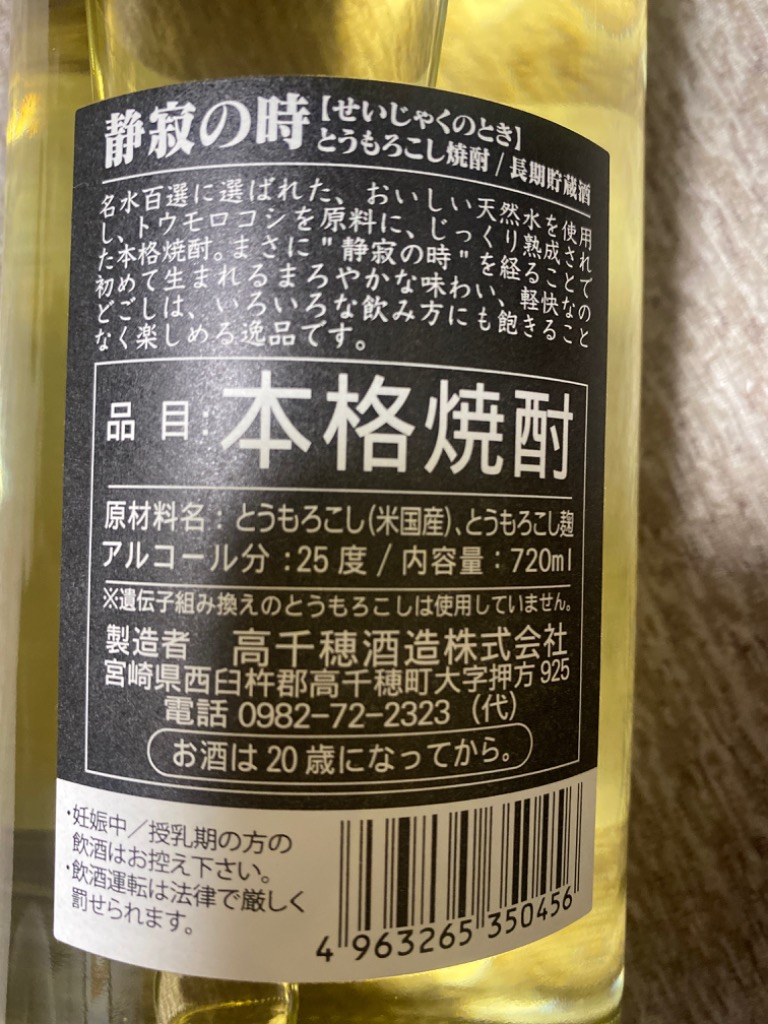 静寂の時【せいじゃくのとき】
とうもろこし焼酎/長期貯蔵酒
名水百選に選ばれた、おいしい天然水を使用
し、トウモロコシを原料に、じっくり熟成され
た本格焼酎。まさに"静寂の時"を経ることで
初めて生まれるまろやかな味わい、軽快なの
どごしは、いろいろな飲み方にも飽きること
なく楽しめる逸品です。
品目:本格焼酎
原材料名:とうもろこし(米国産)、とうもろこし麹
アルコール分:25度/内容量:720ml
※遺伝子組み換えのとうもろこしは使用していません。
製造者 高千穂酒造株式会社
宮崎県西臼杵郡高千穂町大字押方925
電話0982-72-2323(代)
お酒は20歳になってから。
・妊娠中/授乳期の方の
飲酒はお控え下さい。
・飲酒運転は法律で厳しく
罰せられます。
4 963265 350456